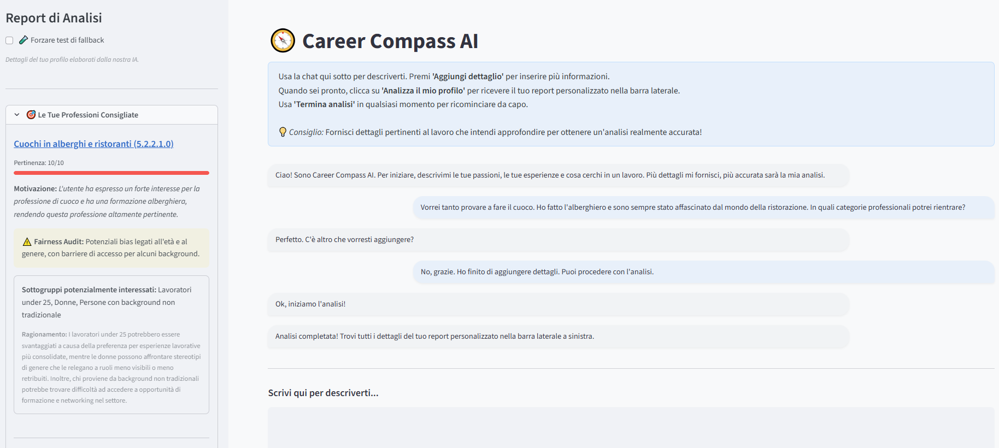 Report di Analisi
Forzare test di fallback
Dettagli del tuo profilo elaborati dalla nostra IA.
Le Tue Professioni Consigliate
Cuochi in alberghi e ristoranti (5.2.2.1.0)
Pertinenza: 10/10
Motivazione: L'utente ha espresso un forte interesse per la
professione di cuoco e ha una formazione alberghiera,
rendendo questa professione altamente pertinente.
Fairness Audit: Potenziali bias legati all'età e al
genere, con barriere di accesso per alcuni background.
Sottogruppi potenzialmente interessati: Lavoratori
under 25, Donne, Persone con background non
tradizionale
Ragionamento: I lavoratori under 25 potrebbero essere
svantaggiati a causa della preferenza per esperienze lavorative
più consolidate, mentre le donne possono affrontare stereotipi
di genere che le relegano a ruoli meno visibili o meno
retribuiti. Inoltre, chi proviene da background non tradizionali
potrebbe trovare difficoltà ad accedere a opportunità di
formazione e networking nel settore.
Career Compass AI
Usa la chat qui sotto per descriverti. Premi 'Aggiungi dettaglio' per inserire più informazioni.
Quando sei pronto, clicca su 'Analizza il mio profilo' per ricevere il tuo report personalizzato nella barra laterale.
Usa 'Termina analisi' in qualsiasi momento per ricominciare da capo.
Consiglio: Fornisci dettagli pertinenti al lavoro che intendi approfondire per ottenere un'analisi realmente accurata!
Ciao! Sono Career Compass AI. Per iniziare, descrivimi le tue passioni, le tue esperienze e cosa cerchi in un lavoro. Più dettagli mi fornisci, più accurata sarà la mia analisi.
Vorrei tanto provare a fare il cuoco. Ho fatto l'alberghiero e sono sempre stato affascinato dal mondo della ristorazione. In quali categorie professionali potrei rientrare?
Perfetto. C'è altro che vorresti aggiungere?
No, grazie. Ho finito di aggiungere dettagli. Puoi procedere con l'analisi.
Ok, iniziamo l'analisi!
Analisi completata! Trovi tutti i dettagli del tuo report personalizzato nella barra laterale a sinistra.
Scrivi qui per descriverti...